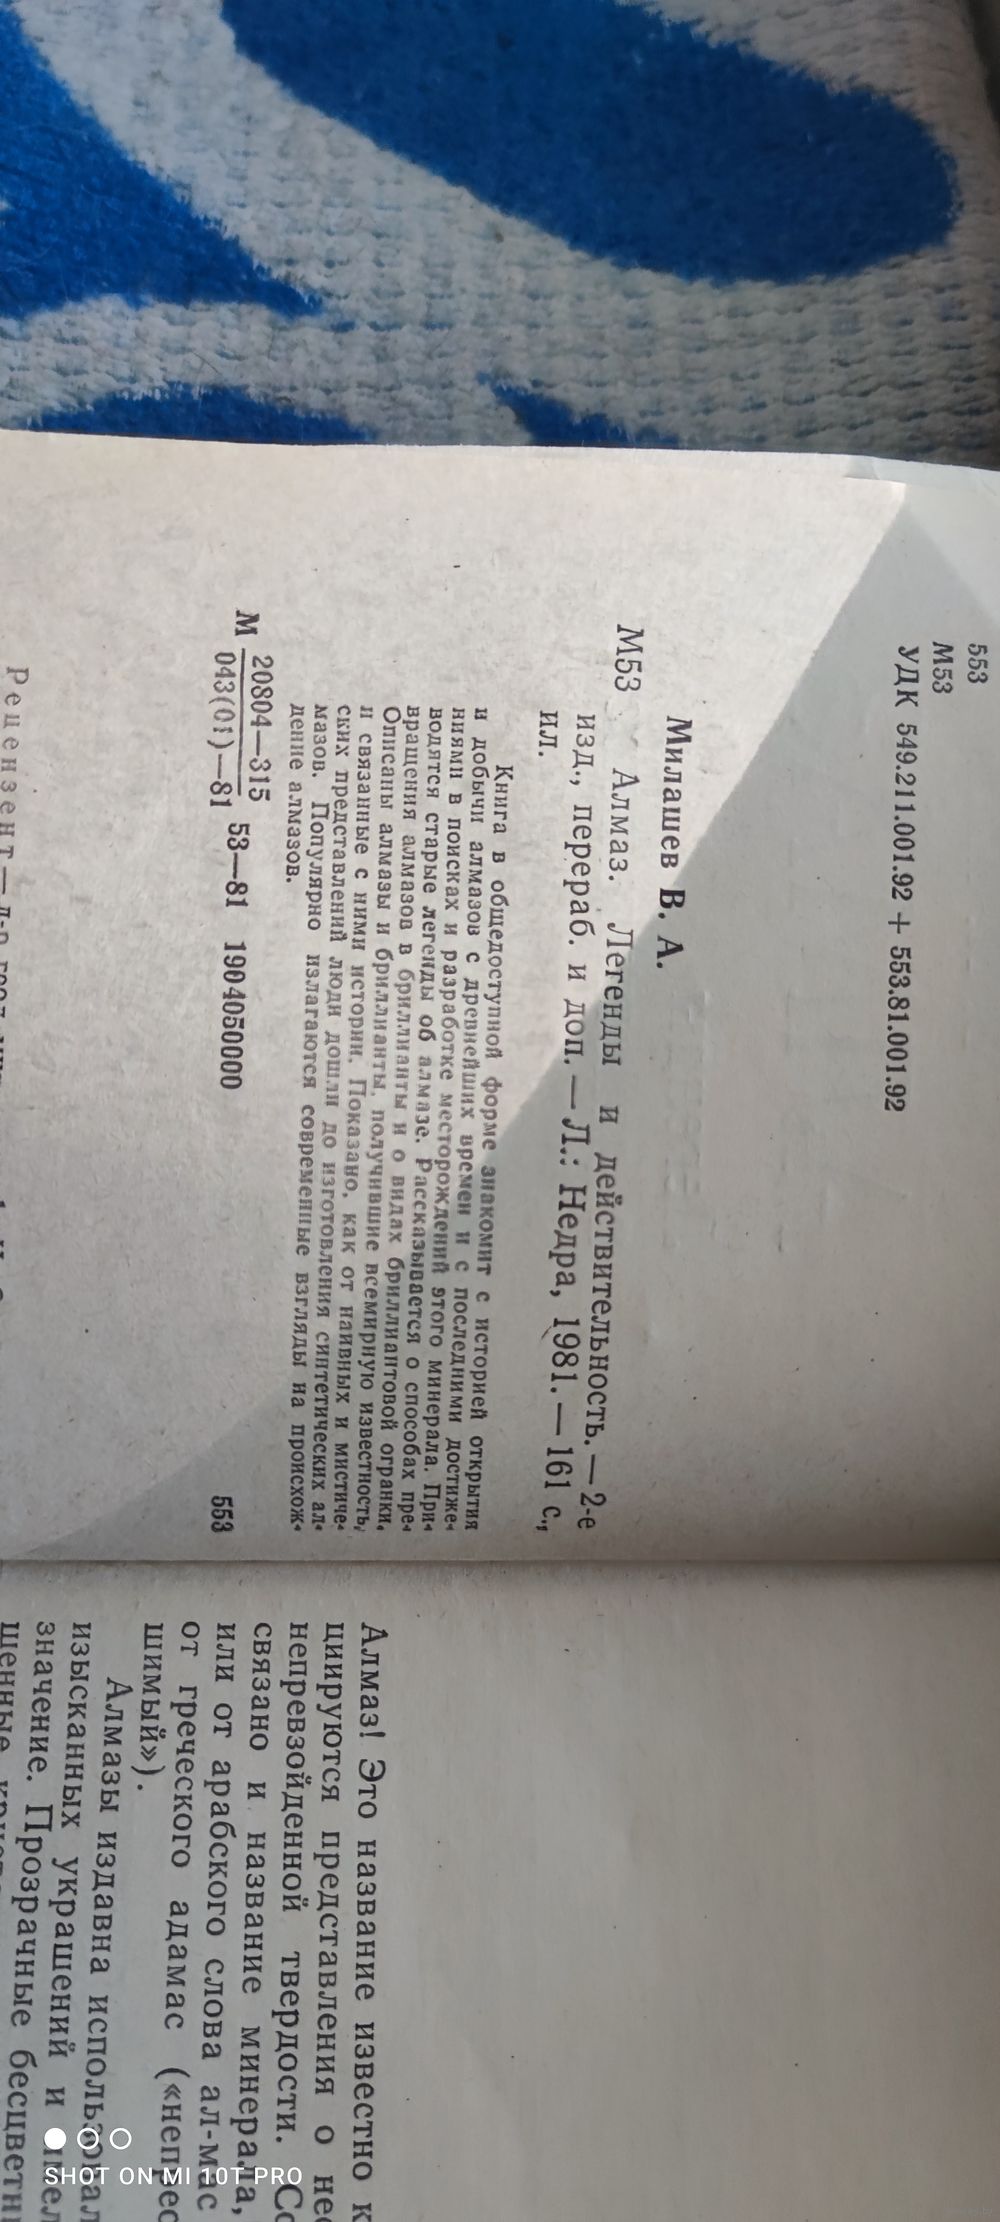 553
М53
УДК 549.211.001.92 + 553.81.001.92
Милашев В. А.
М53 Алмаз. Легенды и действительность. — 2-е
изд., перераб. и доп. — Л.: Недра, 1981. — 161 с.,
ил.
Книга в общедоступной форме знакомит с историей открытия
и добычи алмазов с древнейших времен и с последними достиже-
ниями в поисках и разработке месторождений этого минерала. При-
водятся старые легенды об алмазе. Рассказывается о способах пре-
вращения алмазов в бриллианты и о видах бриллиантовой огранки.
Описаны алмазы и бриллианты, получившие всемирную известность,
и связанные с ними истории. Показано, как от наивных и мистиче-
ских представлений люди дошли до изготовления синтетических ал-
мазов. Популярно излагаются современные взгляды на происхож-
дение алмазов.
М 20804—315
043(01)—81 53—81 1904050000
553
Рецензент —
Алмаз! Это название известно
циируются представления о
непревзойденной твердости.
связано и название минерала,
или от арабского слова ал-мас
от греческого адамас
шимый»).
Алмазы издавна
изысканных украшений и
значение. Прозрачные
SHOT ON MI 10T PRO